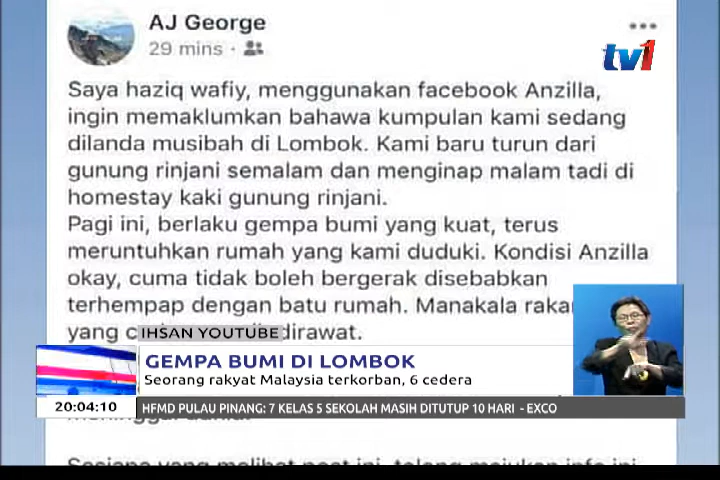 AJ George
29 mins
tv1
Saya haziq wafiy, menggunakan facebook Anzilla,
ingin memaklumkan bahawa kumpulan kami sedang
dilanda musibah di Lombok. Kami baru turun dari
gunung rinjani semalam dan menginap malam tadi di
homestay kaki gunung rinjani.
Pagi ini, berlaku gempa bumi yang kuat, terus
meruntuhkan rumah yang kami duduki. Kondisi Anzilla
okay, cuma tidak boleh bergerak disebabkan
terhempap dengan batu rumah. Manakala
yang dirawat.
IHSAN YOUTUBE
GEMPA BUMI DI LOMBOK
Seorang rakyat Malaysia terkorban, 6 cedera
20:04:10
HFMD PULAU PINANG: 7 KELAS 5 SEKOLAH MASIH DITUTUP 10 HARI - EXCO